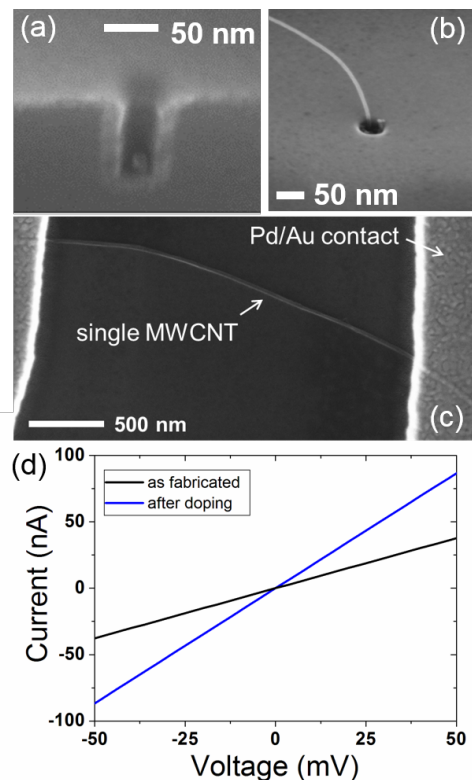 (a)
50 nm
(b)
50 nm
Pd/Au contact
single MWCNT
500 nm
(c)
(d)
as fabricated
after doping
Current (nA)
100
50
0
-50
-100
-50
-25
0
25
50
Voltage (mV)